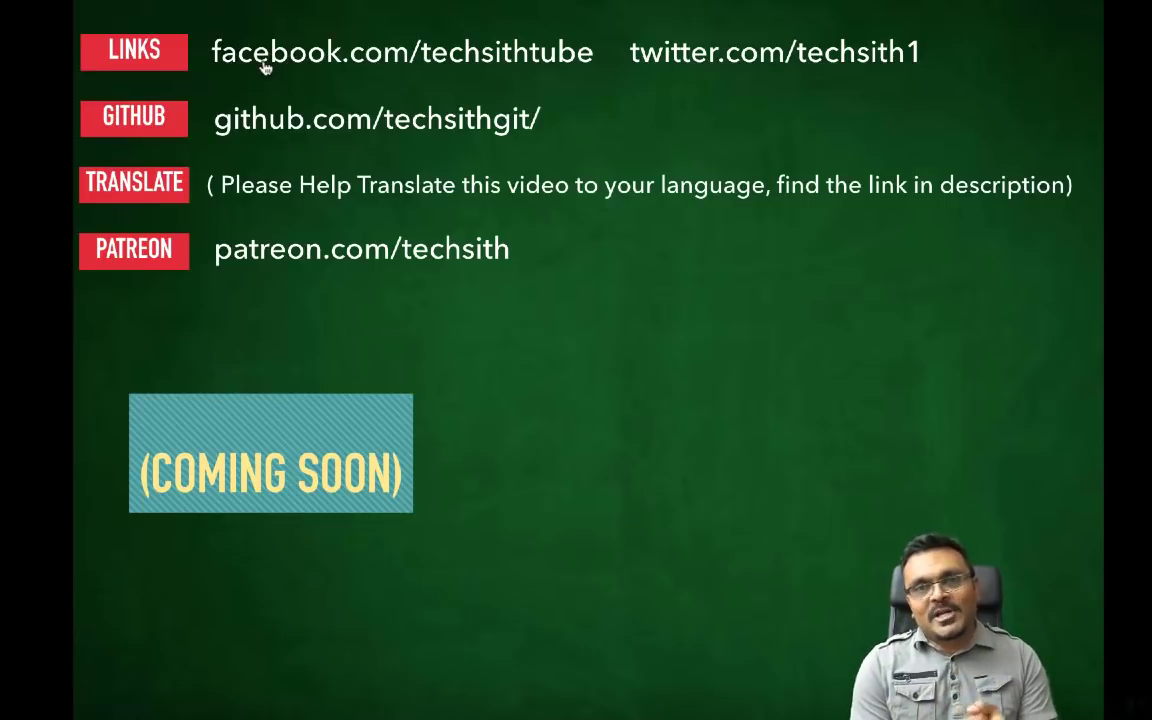 LINKS facebook.com/techsithtube twitter.com/techsith1
GITHUB github.com/techsithgit/
TRANSLATE ( Please Help Translate this video to your language, find the link in description)
PATREON patreon.com/techsith
(COMING SOON)